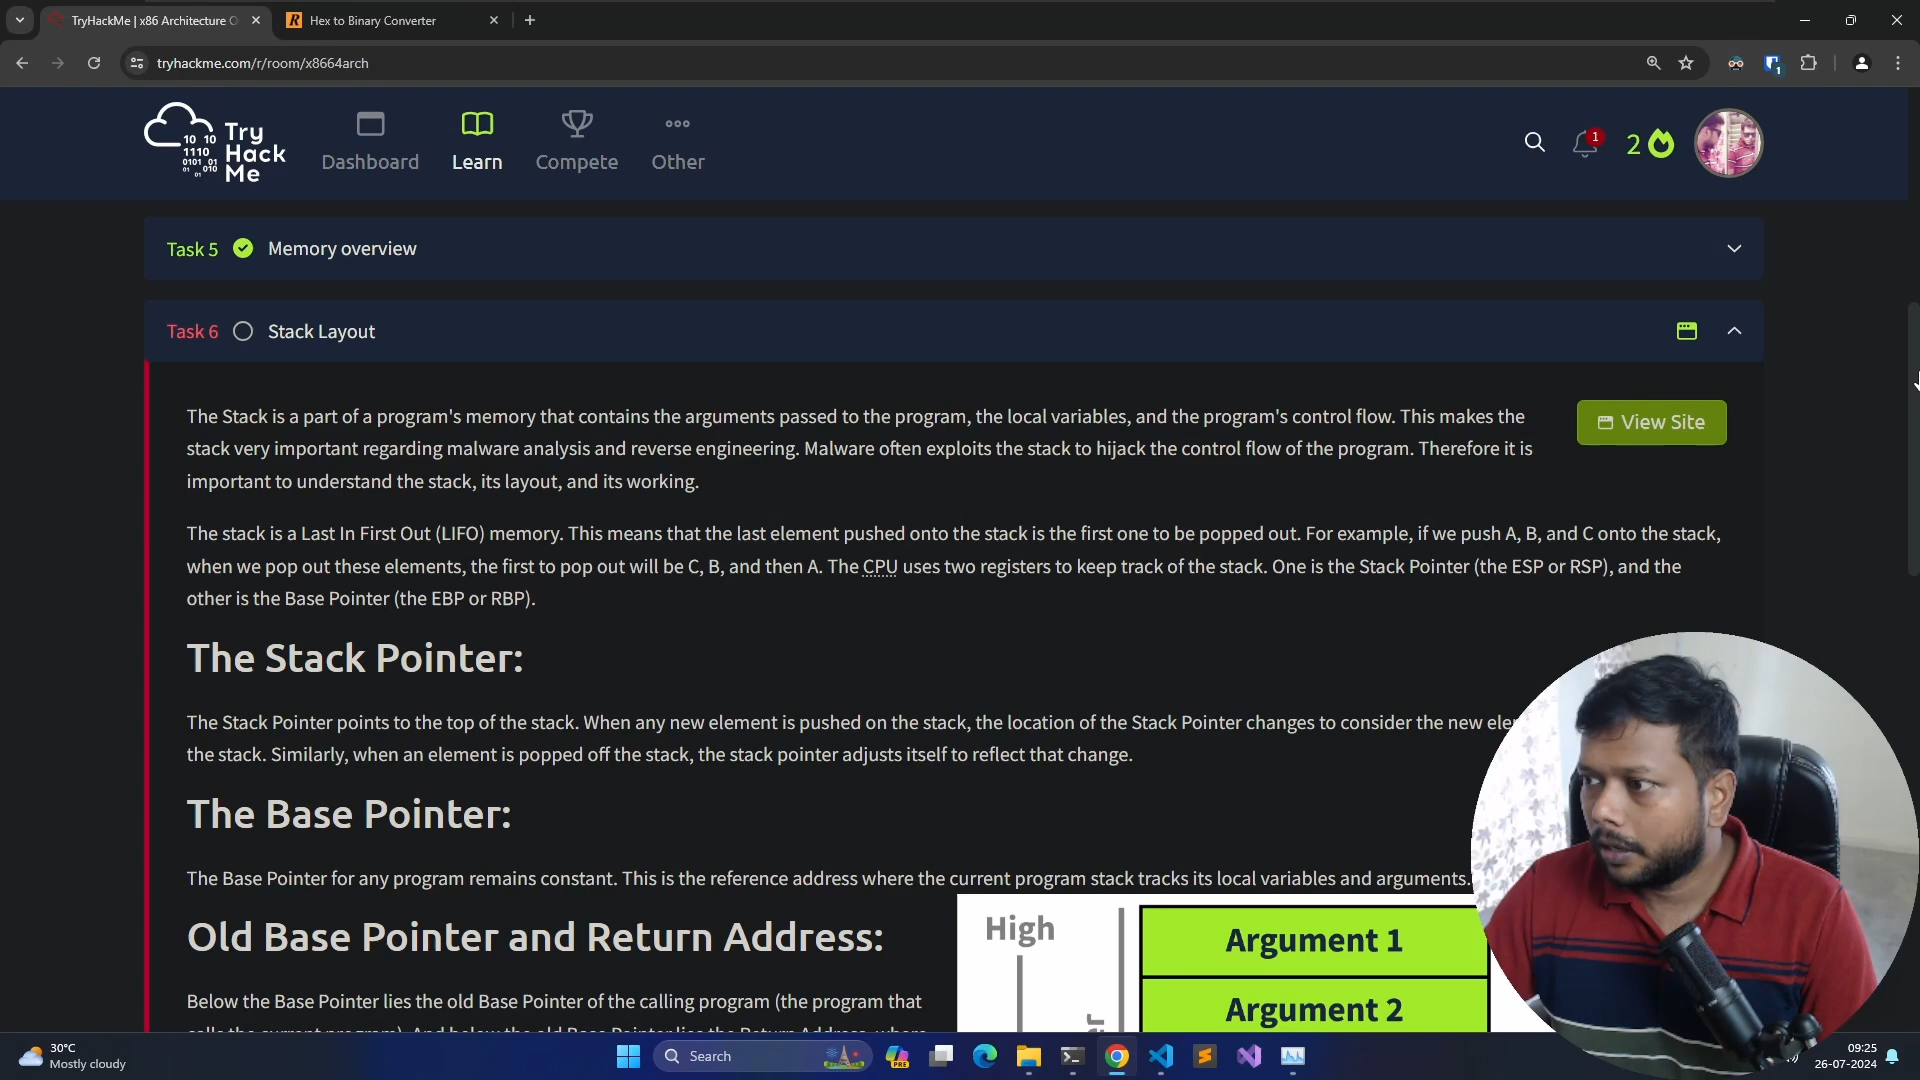 TryHackMe | x86 Architecture O
Hex to Binary Converter
tryhackme.com/r/room/x8664arch
1
10 10
1110
0101 01
01 010
01
Try
Hack
Me
Dashboard
Learn
Compete
Other
1
2
Task 5
Memory overview
Task 6
Stack Layout
View Site
The Stack is a part of a program's memory that contains the arguments passed to the program, the local variables, and the program's control flow. This makes the
stack very important regarding malware analysis and reverse engineering. Malware often exploits the stack to hijack the control flow of the program. Therefore it is
important to understand the stack, its layout, and its working.
The stack is a Last In First Out (LIFO) memory. This means that the last element pushed onto the stack is the first one to be popped out. For example, if we push A, B, and C onto the stack,
when we pop out these elements, the first to pop out will be C, B, and then A. The CPU uses two registers to keep track of the stack. One is the Stack Pointer (the ESP or RSP), and the
other is the Base Pointer (the EBP or RBP).
The Stack Pointer:
The Stack Pointer points to the top of the stack. When any new element is pushed on the stack, the location of the Stack Pointer changes to consider the new
the stack. Similarly, when an element is popped off the stack, the stack pointer adjusts itself to reflect that change.
The Base Pointer:
The Base Pointer for any program remains constant. This is the reference address where the current program stack tracks its local variables and arguments.
Old Base Pointer and Return Address:
Below the Base Pointer lies the old Base Pointer of the calling program (the program that
High
Argument 1
Argument 2
30°C
Mostly cloudy
Search
PRE
09:25
26-07-2024